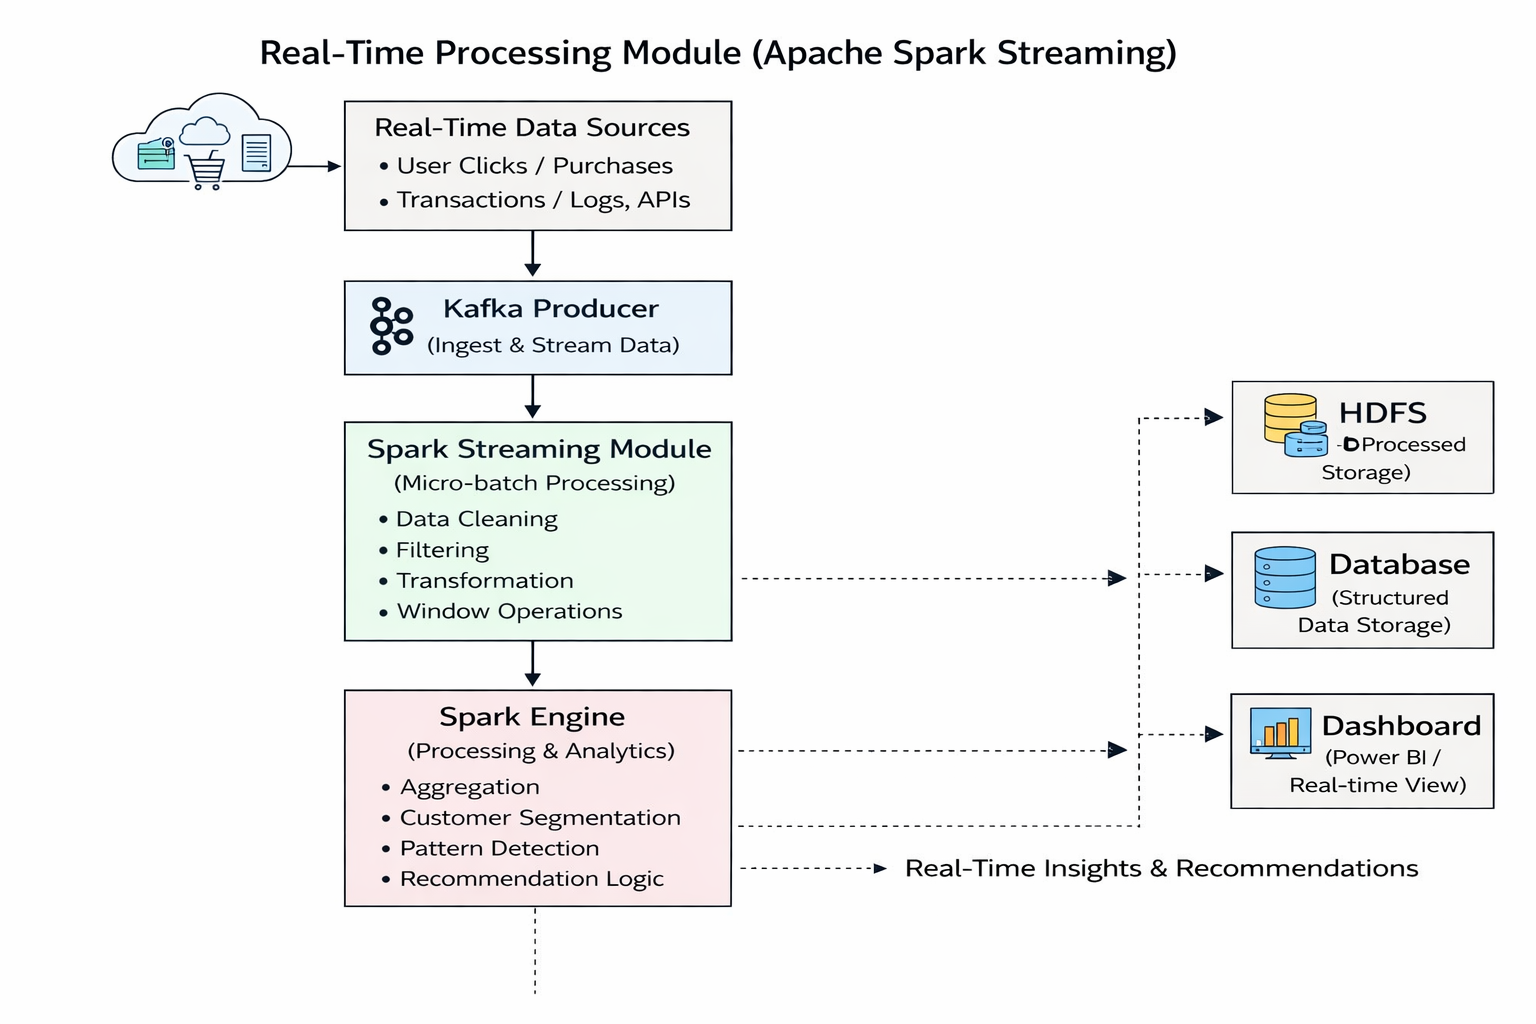 Real-Time Processing Module (Apache Spark Streaming)
Real-Time Data Sources
• User Clicks / Purchases
• Transactions / Logs, APIs
Kafka Producer
(Ingest & Stream Data)
Spark Streaming Module
(Micro-batch Processing)
• Data Cleaning
• Filtering
• Transformation
• Window Operations
Spark Engine
(Processing & Analytics)
• Aggregation
• Customer Segmentation
• Pattern Detection
• Recommendation Logic
HDFS
Processed
Storage)
Database
(Structured
Data Storage)
Dashboard
(Power BI /
Real-time View)
Real-Time Insights & Recommendations